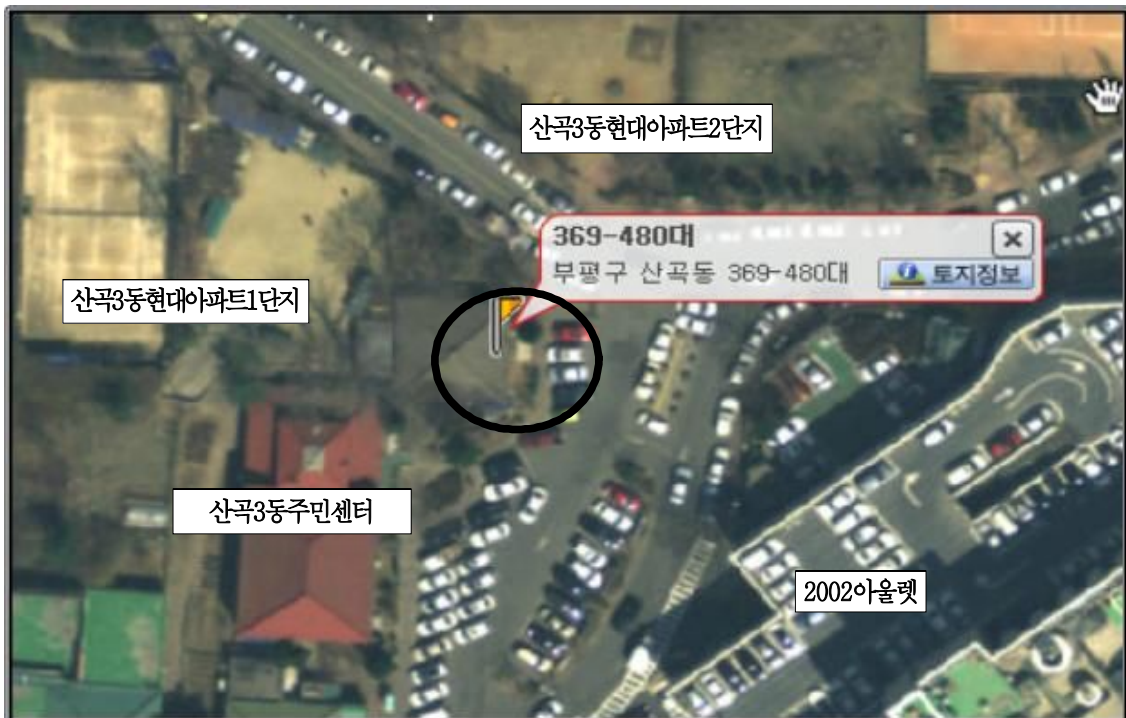 산곡3동현대아파트2단지
369-480대
부평구 산곡동 369-480대
토지정보
산곡3동현대아파트1단지
산곡3동주민센터
2002아울렛